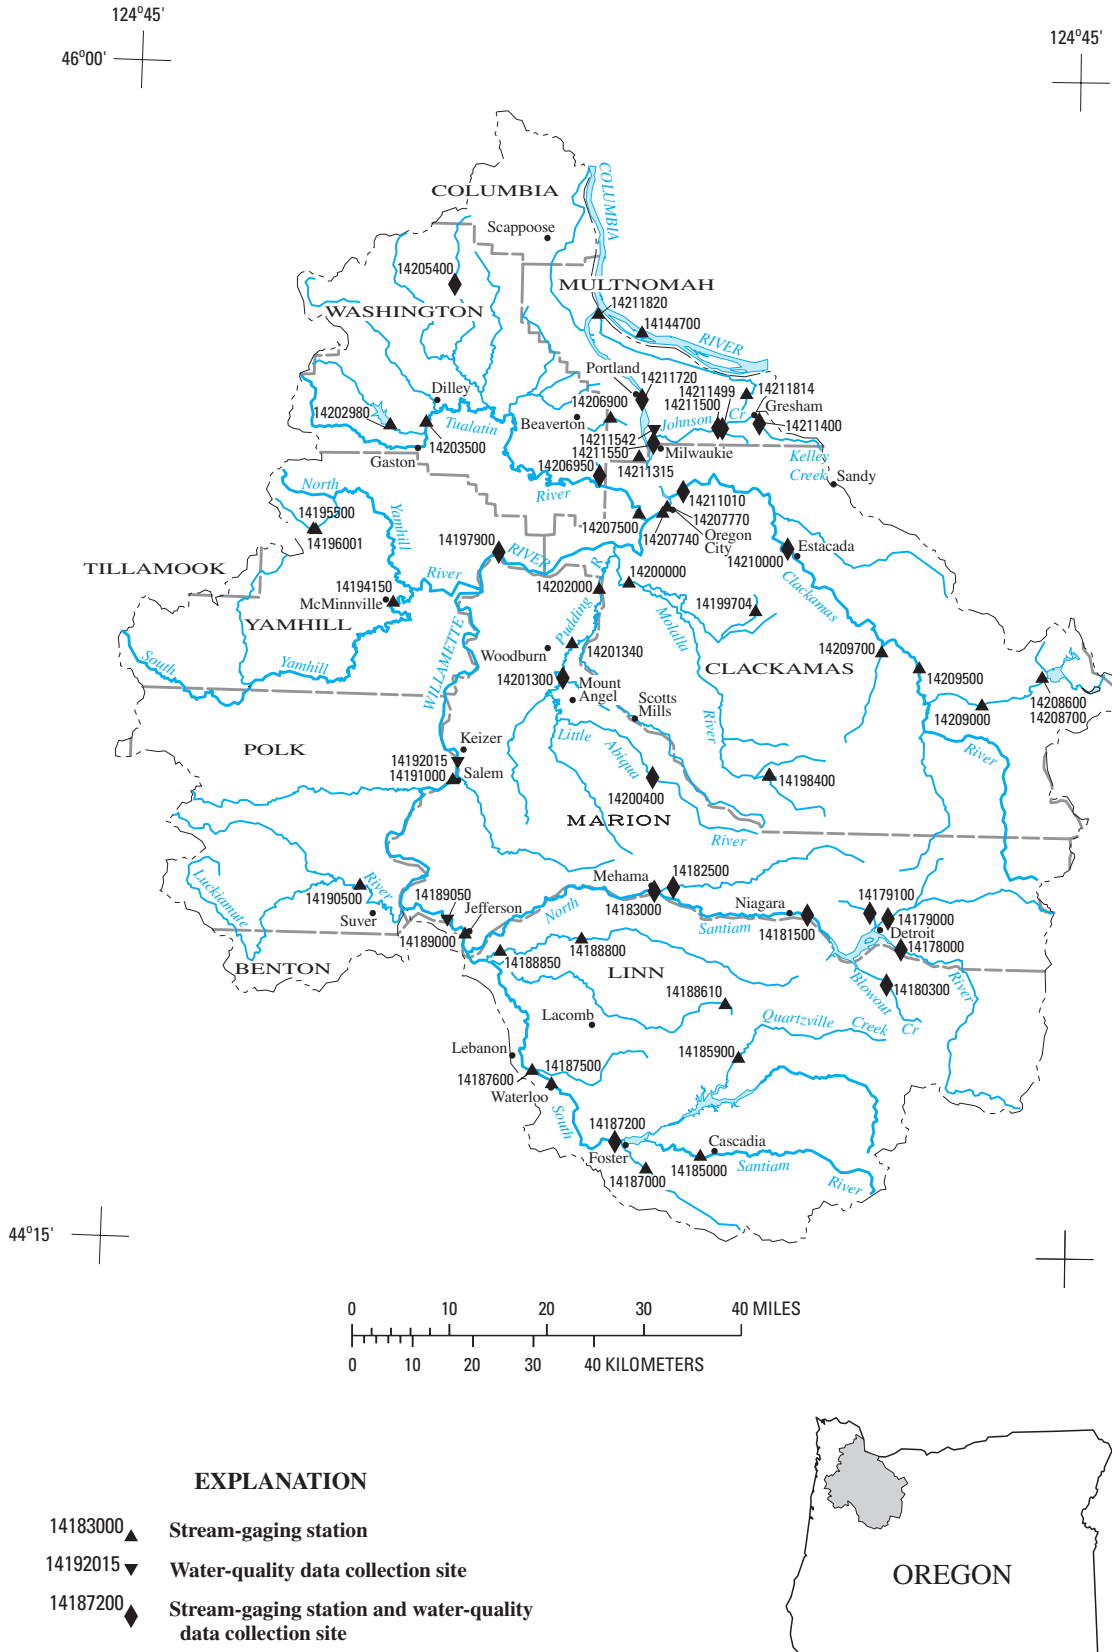 124°45'
124°45'
46°00'
COLUMBIA
COLUMBIA
Scappoose
14205400
MULTNOMAH
14211820
WASHINGTON
14144700
RIVER
Portland
14211720
Dilley
14206900
14211499
14211814
14211500
Cr
Gresham
14202980
Beaverton
Johnson
14211400
Tualatin
14211542
14203500
14211550
Milwaukie
Kelley
Gaston
14206950
14211315
Creek
Sandy
North
River
14211010
14195500
Yamhill
14207500
14207770
14196001
14197900
RIVER
14207740
Oregon
City
Estacada
14210000
TILLAMOOK
14194150
River
R
14200000
Clackamas
McMinnville
14202000
14199704
YAMHILL
Pudding
Molalla
WILLAMETTE
Woodburn
14201340
14209700
South
Yamhill
CLACKAMAS
14201300
Mount
Angel
14209500
Scotts
Mills
14208600
14209000
14208700
River
Little
POLK
Keizer
Abiqua
River
14192015
Salem
14191000
14198400
14200400
MARION
River
Mehama
14182500
Luckiamute
River
14189050
14179100
14190500
Jefferson
North
14183000
Niagara
14179000
Suver
Santiam
Detroit
14189000
14181500
14178000
14188800
BENTON
14188850
LINN
Blowout
River
14188610
14180300
Quartzville
Creek
Cr
Lacomb
Lebanon
14185900
14187500
14187600
Waterloo
South
14187200
Cascadia
Foster
14185000
Santiam
14187000
River
44°15'
0 10 20 30 40 MILES
0 10 20 30 40 KILOMETERS
EXPLANATION
14183000 Stream-gaging station
14192015 Water-quality data collection site
14187200 Stream-gaging station and water-quality
data collection site
OREGON